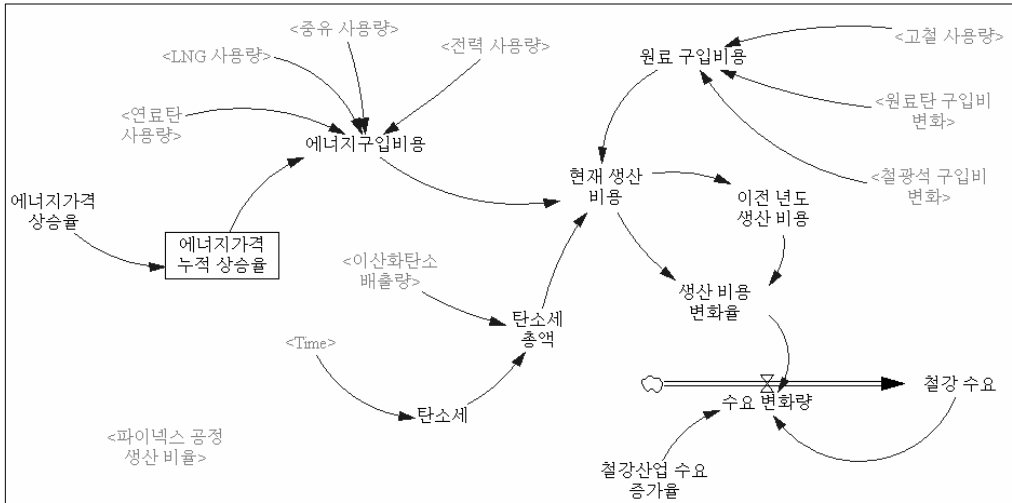 <중유 사용량>
<LNG 사용량>
<전력 사용량>
<연료탄
사용량>
에너지구입비용
원료 구입비용
<고철 사용량>
<원료탄 구입비
변화>
<철광석 구입비
변화>
현재 생산
비용
이전 년도
생산 비용
에너지가격
상승율
에너지가격
누적 상승율
<이산화탄소
배출량>
생산 비용
변화율
탄소세
총액
<Time>
탄소세
철강 수요
수요 변화량
<파이넥스 공정
생산 비율>
철강산업 수요
증가율